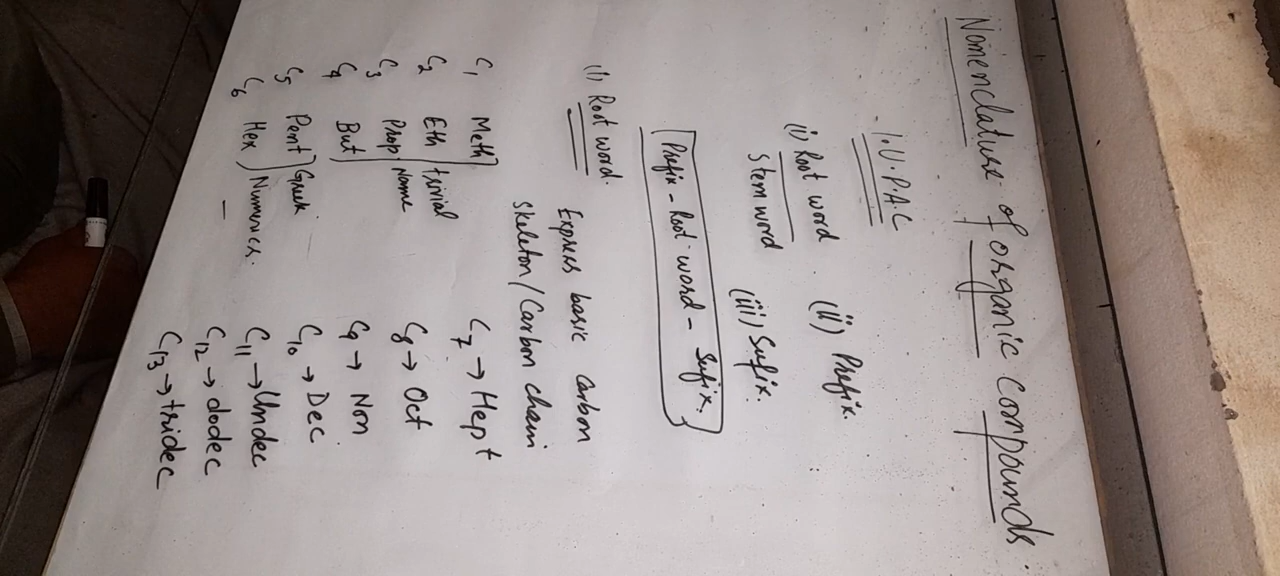 Nomenclature of organic compounds.
I.U.P.A.C
(i) Root word (ii) Prefix
Stem word (iii) Sufix.
Prefix - Root word - Sufix.
(1) Root word. Expres basic carbon
skeleton / Carbon chain
C1 Meth C7 → Hept
C2 Eth trivial C8 → Oct
C3 Prop Name C9 → Non
C4 But C10 → Dec
C5 Pent Greek C11 → Undec
C6 Hex C12 → dodec
C13 → tridec